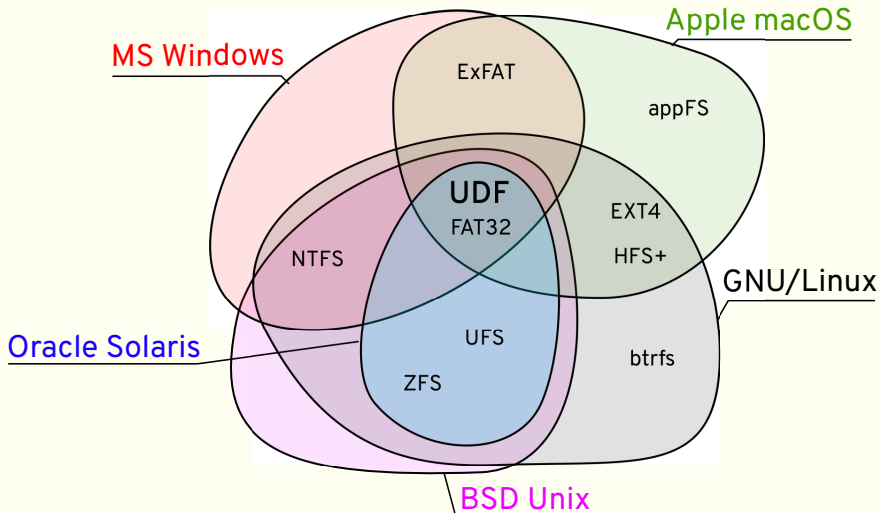 Apple macOS
MS Windows
ExFAT
appFS
UDF
FAT32
EXT4
HFS+
NTFS
GNU/Linux
Oracle Solaris
UFS
btrfs
ZFS
BSD Unix